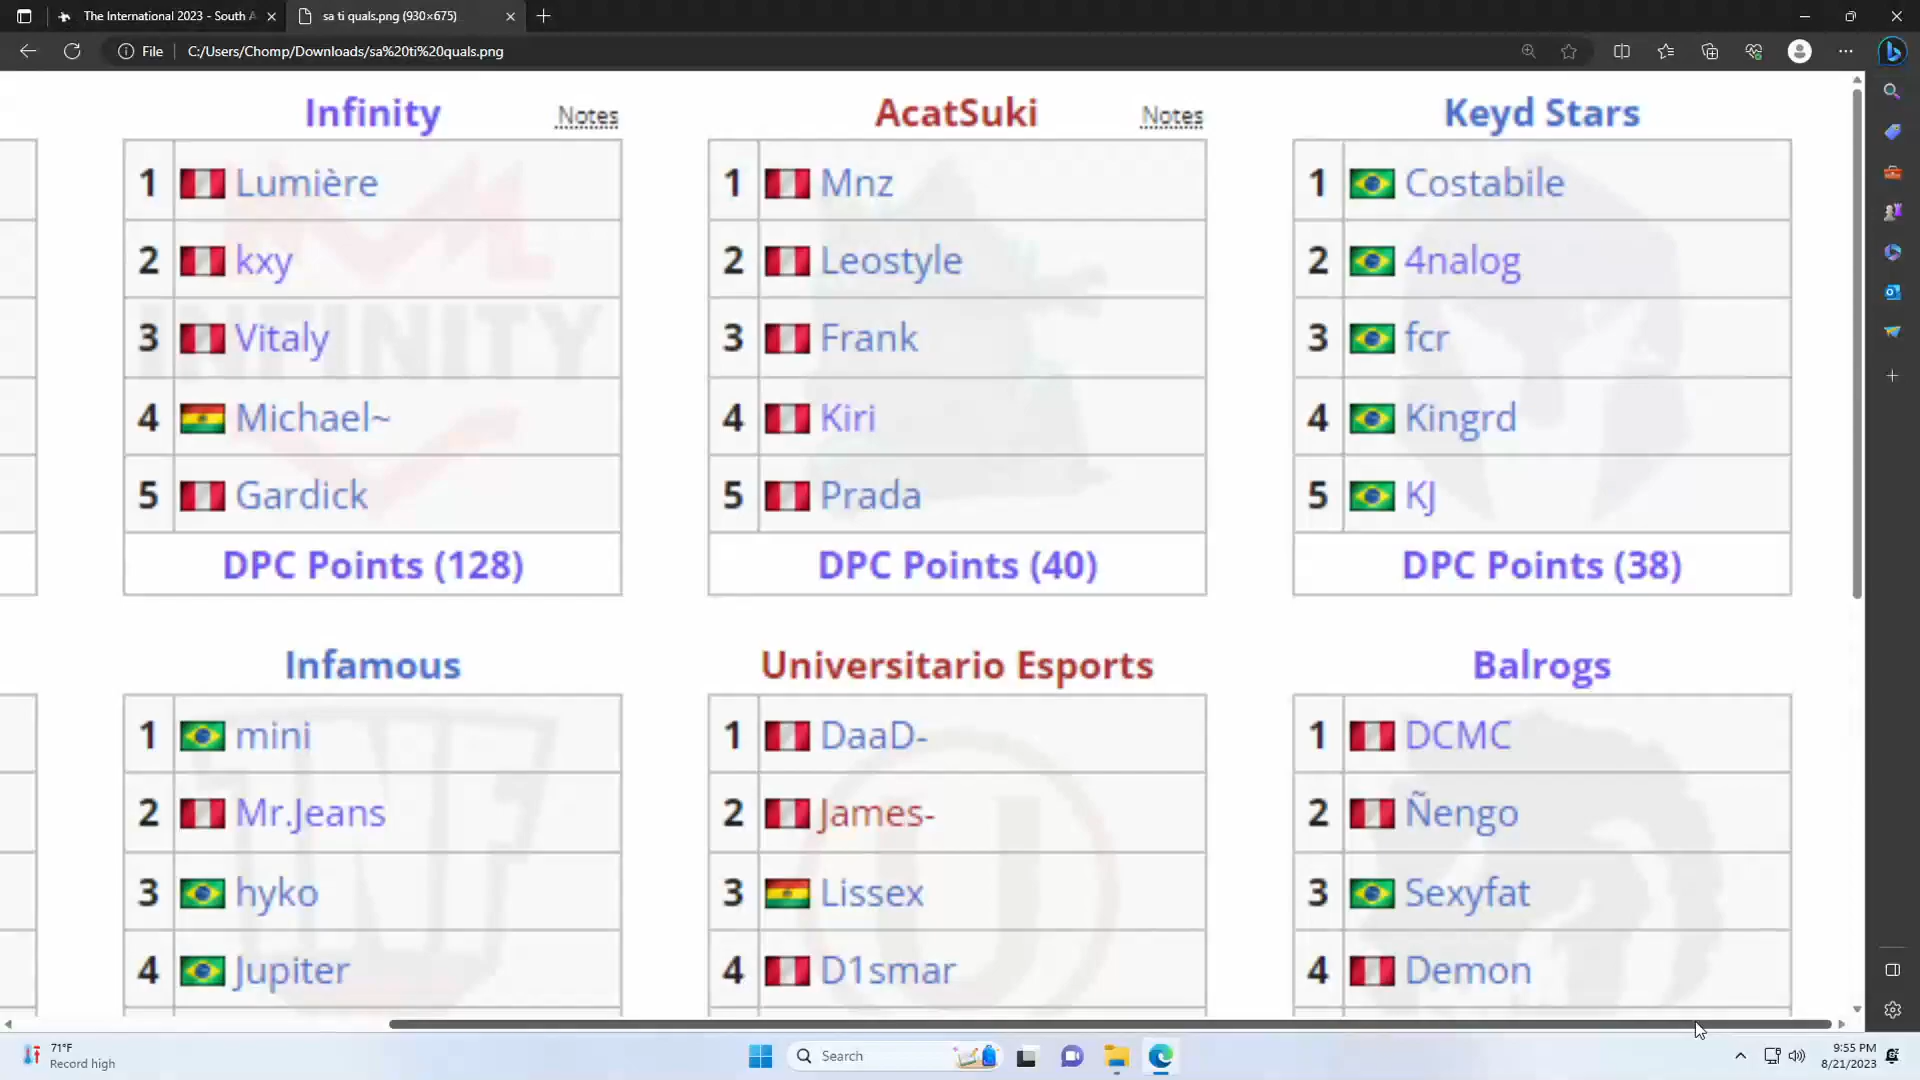 The International 2023 - South A
sa ti quals.png (930×675)
File
C:/Users/Chomp/Downloads/sa%20ti%20quals.png
Infinity
Notes
1 Lumière
2 kxy
3 Vitaly
4 Michael~
5 Gardick
DPC Points (128)
AcatSuki
Notes
1 Mnz
2 Leostyle
3 Frank
4 Kiri
5 Prada
DPC Points (40)
Keyd Stars
1 Costabile
2 4nalog
3 fcr
4 Kingrd
5 KJ
DPC Points (38)
Infamous
1 mini
2 Mr.Jeans
3 hyko
4 Jupiter
Universitario Esports
1 DaaD-
2 James-
3 Lissex
4 D1smar
Balrogs
1 DCMC
2 Ñengo
3 Sexyfat
4 Demon
INFINITY
71°F
Record high
Search
9:55 PM
8/21/2023